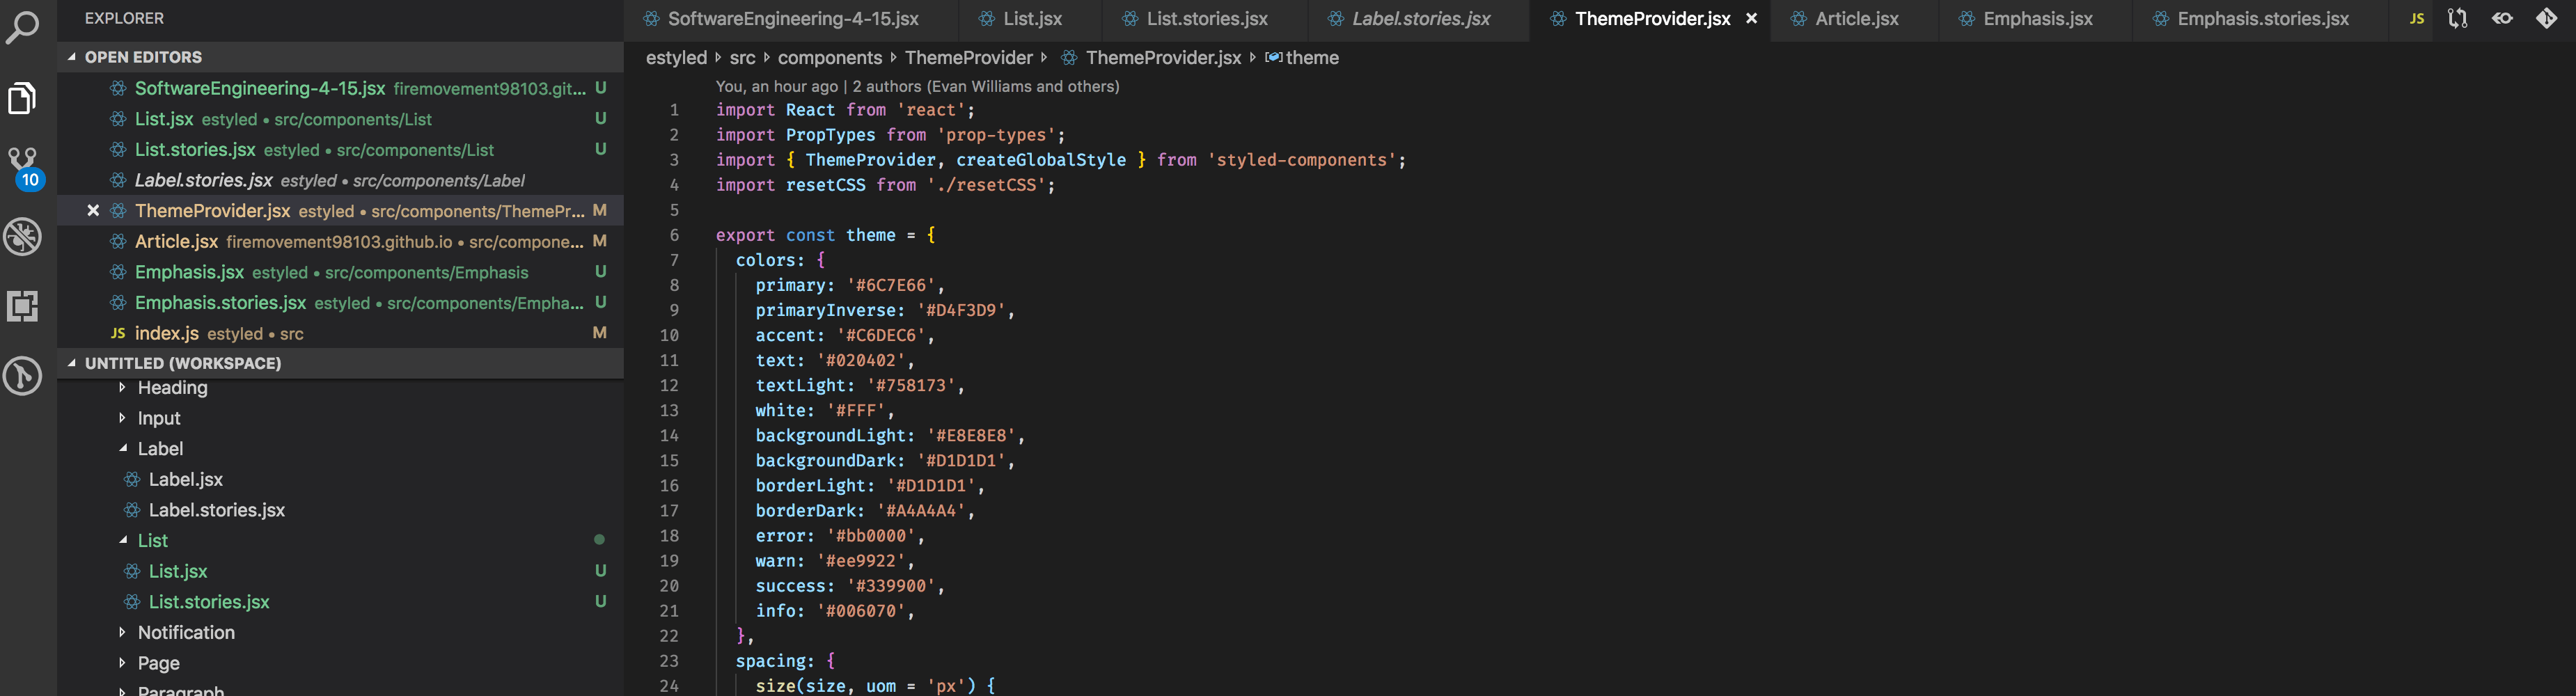 EXPLORER
OPEN EDITORS
SoftwareEngineering-4-15.jsx firemovement98103.git... U
List.jsx estyled • src/components/List U
List.stories.jsx estyled • src/components/List U
Label.stories.jsx estyled • src/components/Label
ThemeProvider.jsx estyled • src/components/ThemePr... M
Article.jsx firemovement98103.github.io • src/compone... M
Emphasis.jsx estyled • src/components/Emphasis U
Emphasis.stories.jsx estyled • src/components/Empha... U
JS index.js estyled • src M
10
UNTITLED (WORKSPACE)
Heading
Input
Label
Label.jsx
Label.stories.jsx
List
List.jsx U
List.stories.jsx U
Notification
Page
Paragraph
SoftwareEngineering-4-15.jsx List.jsx List.stories.jsx Label.stories.jsx ThemeProvider.jsx Article.jsx Emphasis.jsx Emphasis.stories.jsx JS
estyled src components ThemeProvider ThemeProvider.jsx theme
You, an hour ago | 2 authors (Evan Williams and others)
1 import React from 'react';
2 import PropTypes from 'prop-types';
3 import { ThemeProvider, createGlobalStyle } from 'styled-components';
4 import resetCSS from './resetCSS';
5
6 export const theme = {
7 colors: {
8 primary: '#6C7E66',
9 primaryInverse: '#D4F3D9',
10 accent: '#C6DEC6',
11 text: '#020402',
12 textLight: '#758173',
13 white: '#FFF',
14 backgroundLight: '#E8E8E8',
15 backgroundDark: '#D1D1D1',
16 borderLight: '#D1D1D1',
17 borderDark: '#A4A4A4',
18 error: '#bb0000',
19 warn: '#ee9922',
20 success: '#339900',
21 info: '#006070',
22 },
23 spacing: {
24 size(size, uom = 'px') {